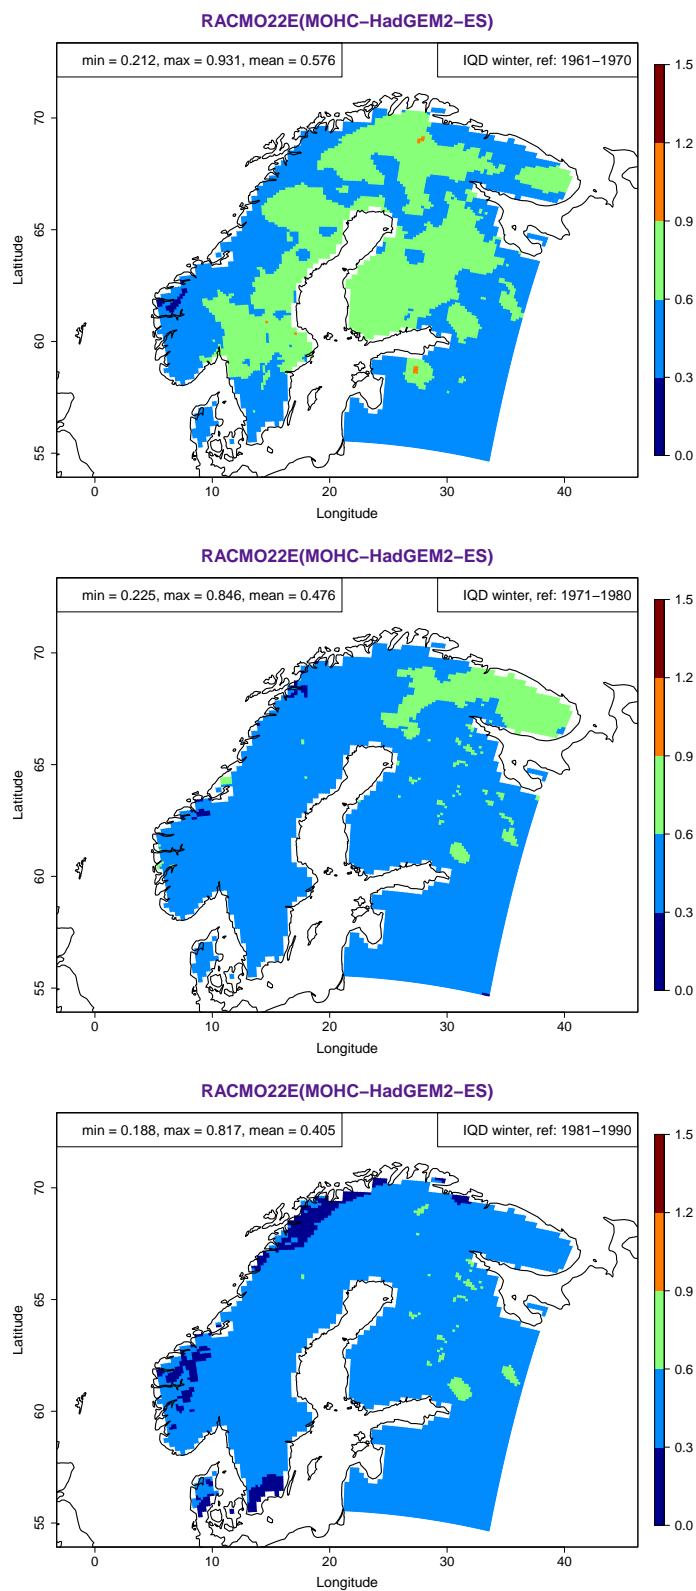 RACMO22E(MOHC−HadGEM2−ES)
min = 0.212, max = 0.931, mean = 0.576
IQD winter, ref: 1961−1970
1.5
1.2
0.9
0.6
0.3
0.0
70
65
60
55
Latitude
0 10 20 30 40
Longitude
RACMO22E(MOHC−HadGEM2−ES)
min = 0.225, max = 0.846, mean = 0.476
IQD winter, ref: 1971−1980
1.5
1.2
0.9
0.6
0.3
0.0
70
65
60
55
Latitude
0 10 20 30 40
Longitude
RACMO22E(MOHC−HadGEM2−ES)
min = 0.188, max = 0.817, mean = 0.405
IQD winter, ref: 1981−1990
1.5
1.2
0.9
0.6
0.3
0.0
70
65
60
55
Latitude
0 10 20 30 40
Longitude